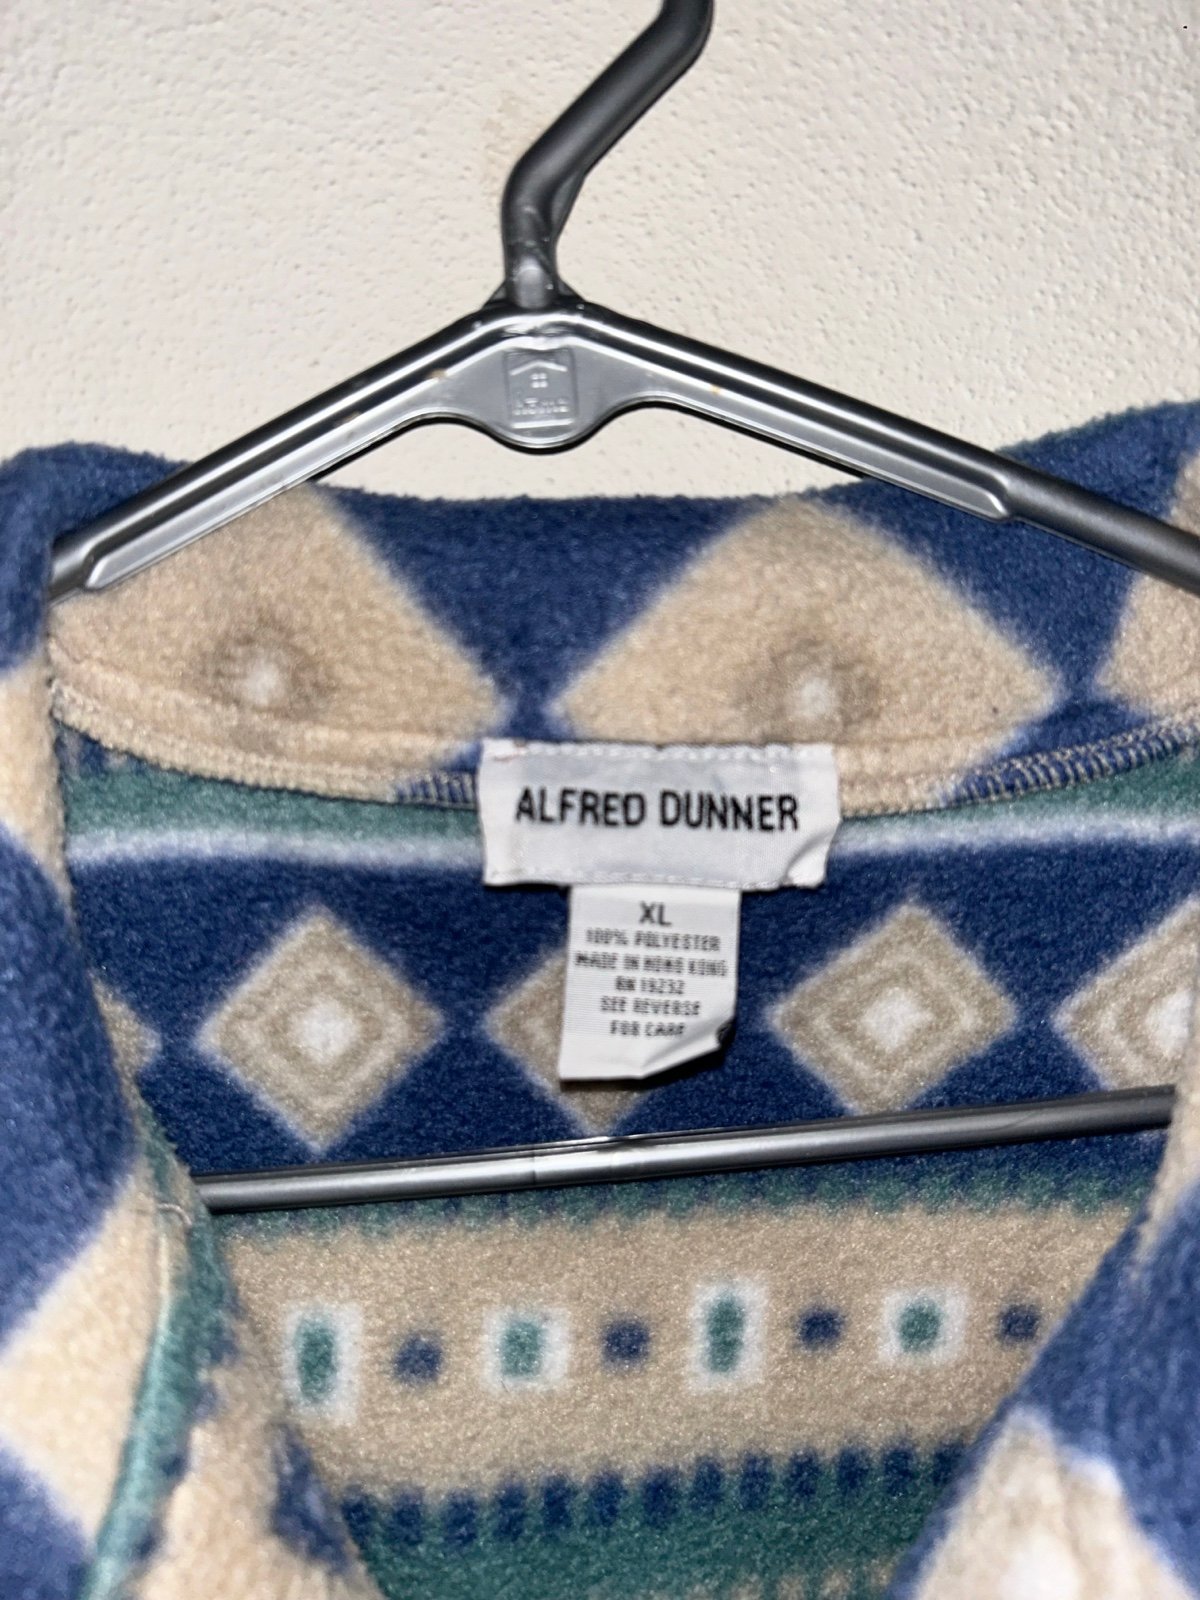 ALFRED DUNNER
XL
100% POLYESTER
MADE IN HONG KONG
RN 19232
SEE REVERSE
FOR CARE